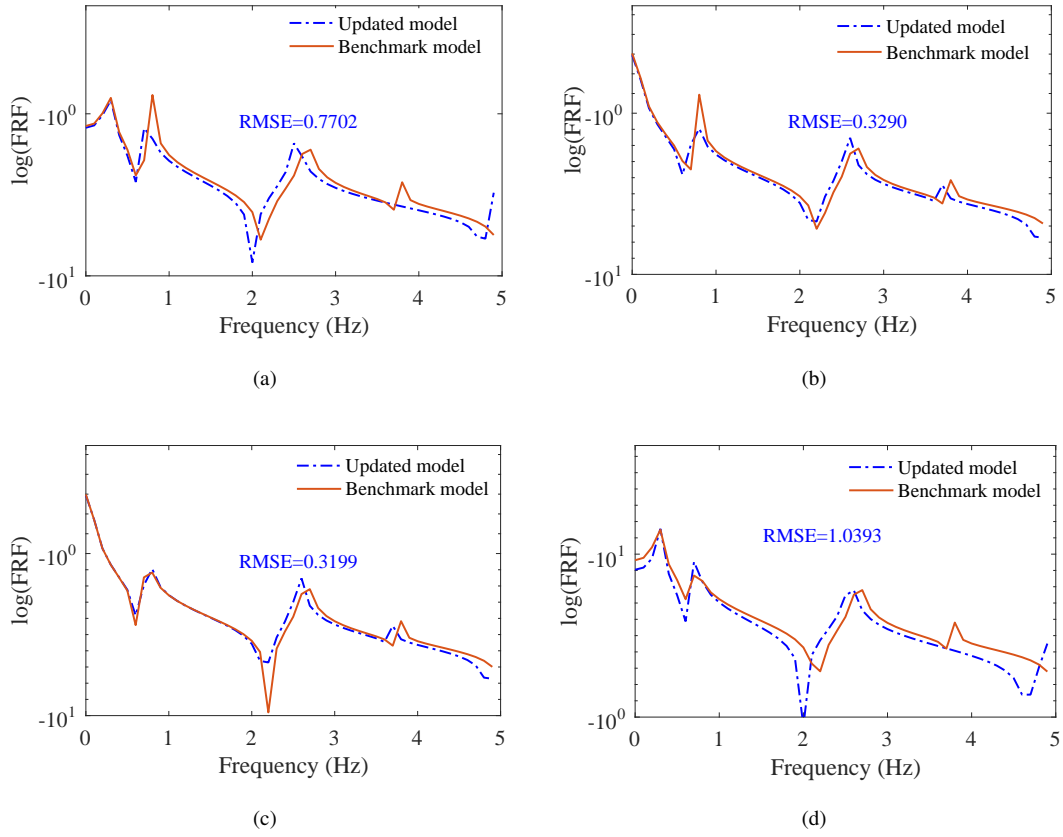 Updated model
Benchmark model
RMSE=0.7702
log(FRF)
-10^0
-10^1
0 1 2 3 4 5
Frequency (Hz)
(a)
Updated model
Benchmark model
RMSE=0.3290
log(FRF)
-10^0
-10^1
0 1 2 3 4 5
Frequency (Hz)
(b)
Updated model
Benchmark model
RMSE=0.3199
log(FRF)
-10^0
-10^1
0 1 2 3 4 5
Frequency (Hz)
(c)
Updated model
Benchmark model
RMSE=1.0393
log(FRF)
-10^1
-10^0
0 1 2 3 4 5
Frequency (Hz)
(d)